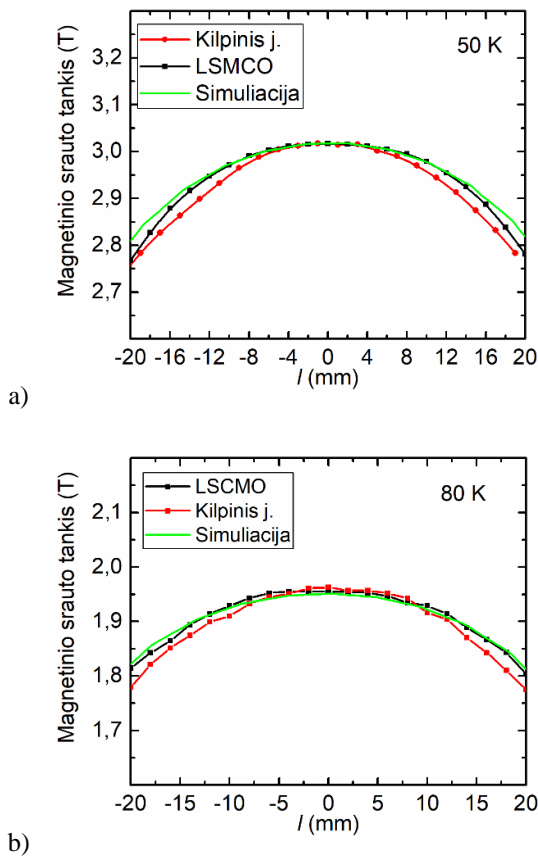 Magnetinio srauto tankis (T)
3,2
3,1
3,0
2,9
2,8
2,7
Kilpinis j.
LSMCO
Simuliacija
50 K
-20 -16 -12 -8 -4 0 4 8 12 16 20
l (mm)
a)
Magnetinio srauto tankis (T)
2,1
2,0
1,9
1,8
1,7
LSCMO
Kilpinis j.
Simuliacija
80 K
-20 -15 -10 -5 0 5 10 15 20
l (mm)
b)